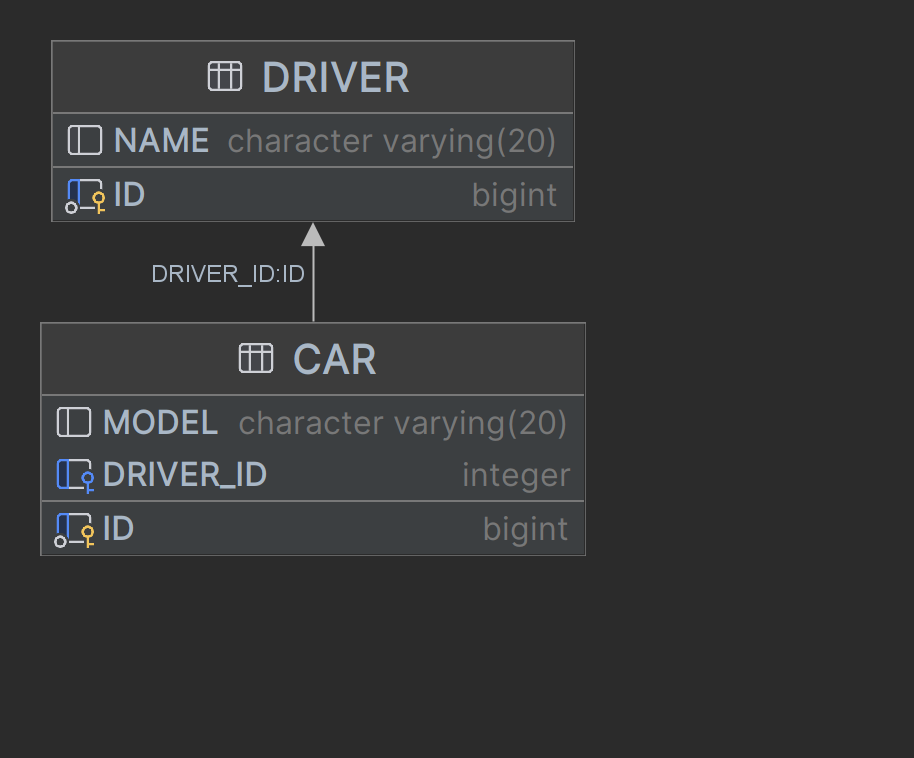 DRIVER
NAME character varying(20)
ID bigint
DRIVER_ID:ID
CAR
MODEL character varying(20)
DRIVER_ID integer
ID bigint